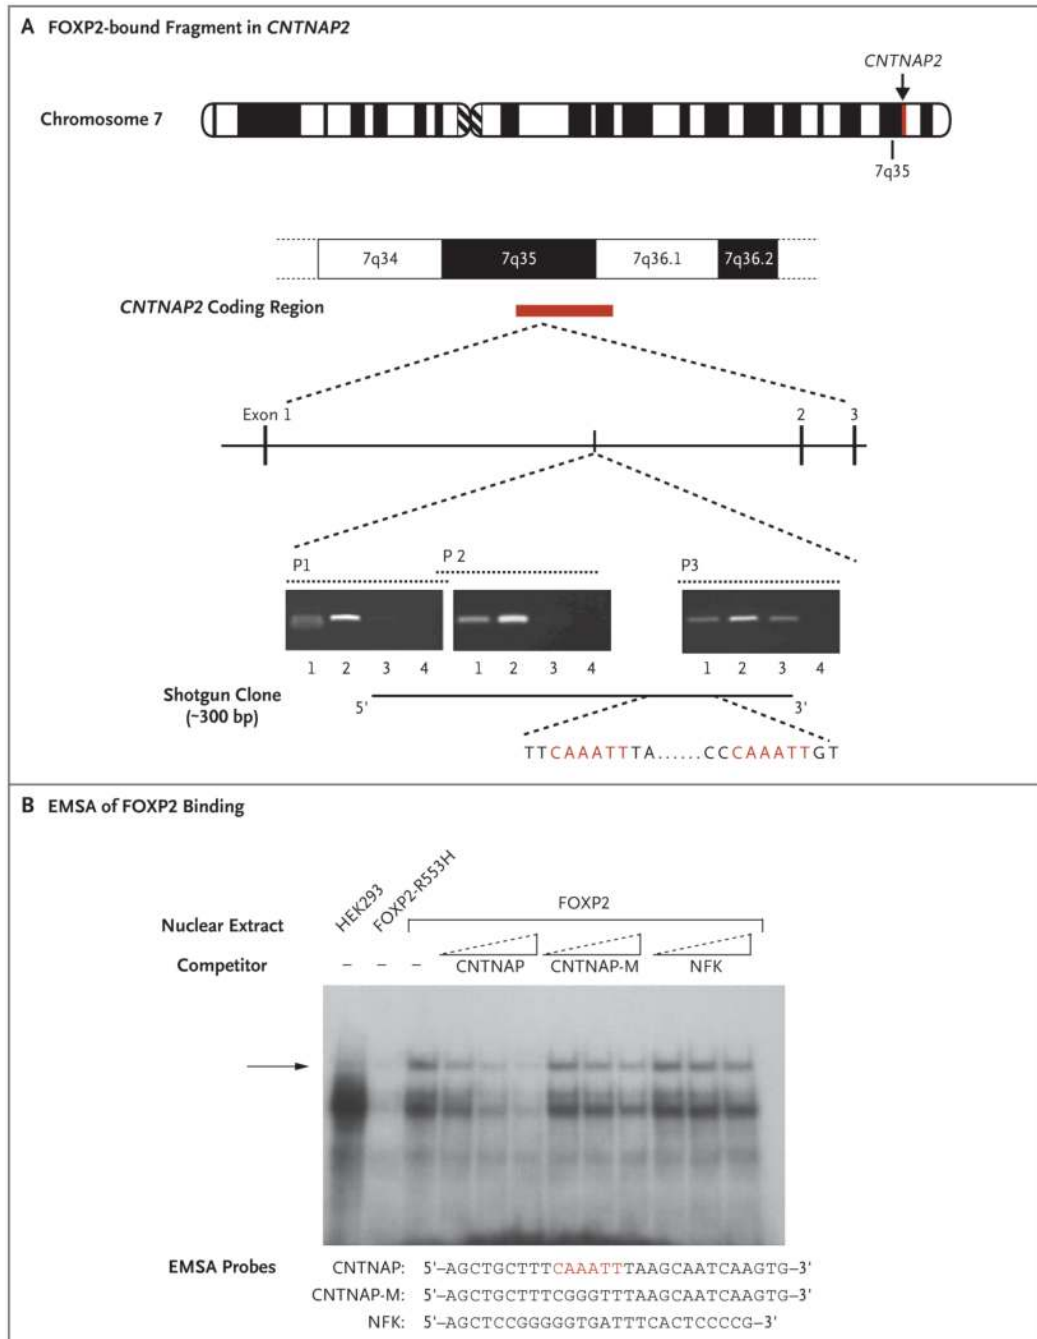 A FOXP2-bound Fragment in CNTNAP2
CNTNAP2
Chromosome 7
7q35
7q34 7q35 7q36.1 7q36.2
CNTNAP2 Coding Region
Exon 1 2 3
P1 P 2 P3
1 2 3 4 1 2 3 4 1 2 3 4
Shotgun Clone
(~300 bp)
5' 3'
TTCAAATTTA......CCCAAATTGT
B EMSA of FOXP2 Binding
HEK293 FOXP2-R553H FOXP2
Nuclear Extract
Competitor – – – CNTNAP CNTNAP-M NFK
EMSA Probes CNTNAP: 5'–AGCTGCTTTCAAATTTAAGCAATCAAGTG–3'
CNTNAP-M: 5'–AGCTGCTTTCGGGTTTAAGCAATCAAGTG–3'
NFK: 5'–AGCTCCGGGGGTGATTTCACTCCCCG–3'